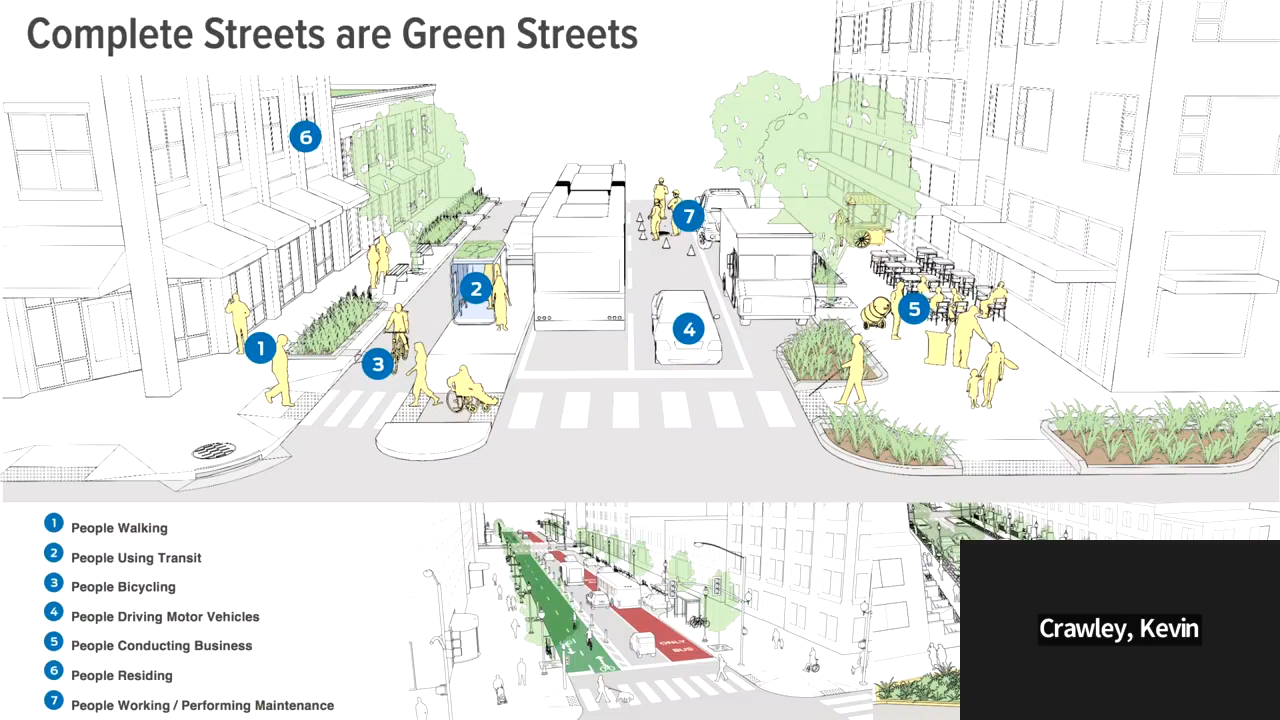 Complete Streets are Green Streets
6
7
2
5
1
4
3
1 People Walking
2 People Using Transit
3 People Bicycling
4 People Driving Motor Vehicles
5 People Conducting Business
6 People Residing
7 People Working / Performing Maintenance
ONLY
BUS
Crawley, Kevin